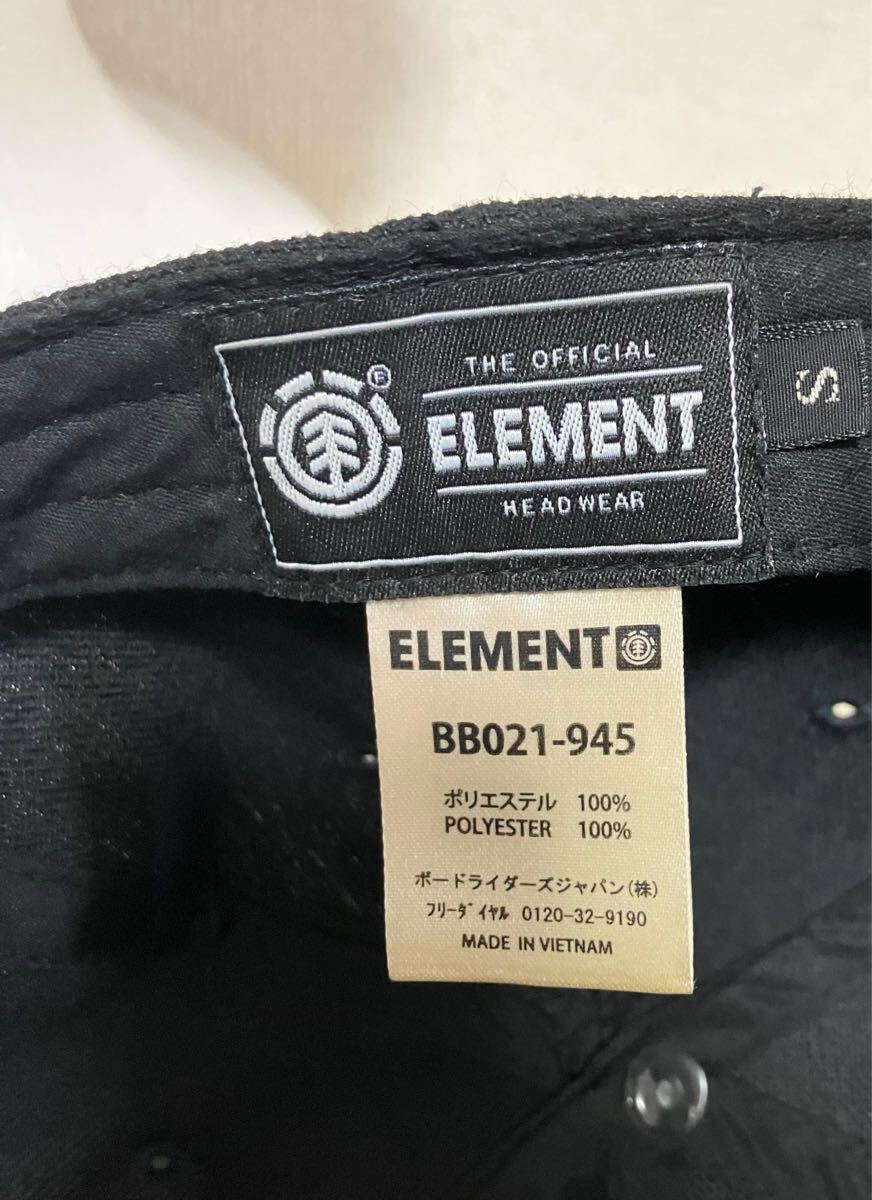 THE OFFICIAL
ELEMENT
HEADWEAR
S
ELEMENT
BB021-945
ポリエステル 100%
POLYESTER 100%
ボードライダーズジャパン(株)
フリーダイヤル 0120-32-9190
MADE IN VIETNAM